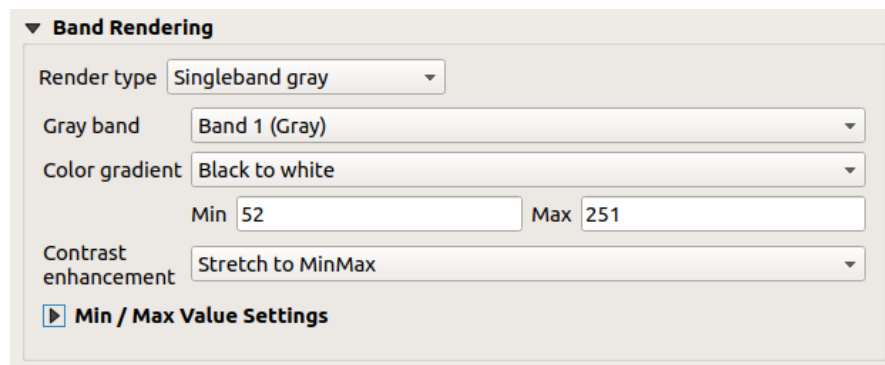 Band Rendering
Render type Singleband gray
Gray band Band 1 (Gray)
Color gradient Black to white
Min 52 Max 251
Contrast
enhancement Stretch to MinMax
Min / Max Value Settings